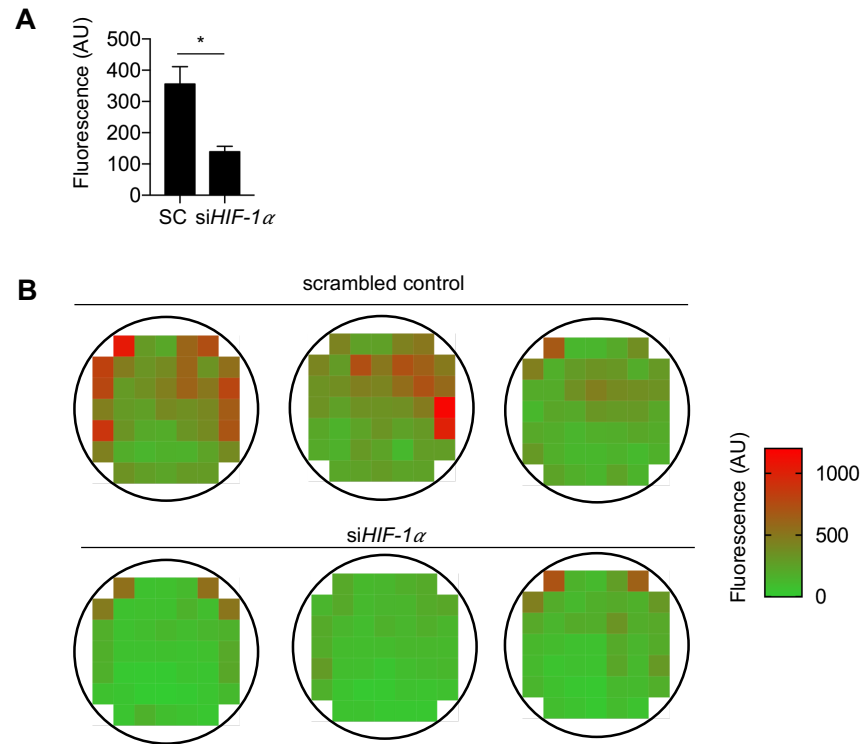 A
Fluorescence (AU)
500
400
300
200
100
0
*
SC
siHIF-1α
B
scrambled control
siHIF-1α
Fluorescence (AU)
1000
500
0